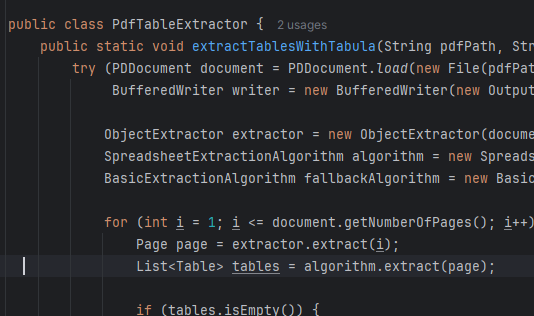 public class PdfTableExtractor { 2 usages
public static void extractTablesWithTabula(String pdfPath, Str
try (PDDocument document = PDDocument.load(new File(pdfPat
BufferedWriter writer = new BufferedWriter(new Output
ObjectExtractor extractor = new ObjectExtractor(docume
SpreadsheetExtractionAlgorithm algorithm = new Spreads
BasicExtractionAlgorithm fallbackAlgorithm = new Basic
for (int i = 1; i <= document.getNumberOfPages(); i++)
Page page = extractor.extract(i);
List<Table> tables = algorithm.extract(page);
if (tables.isEmpty()) {